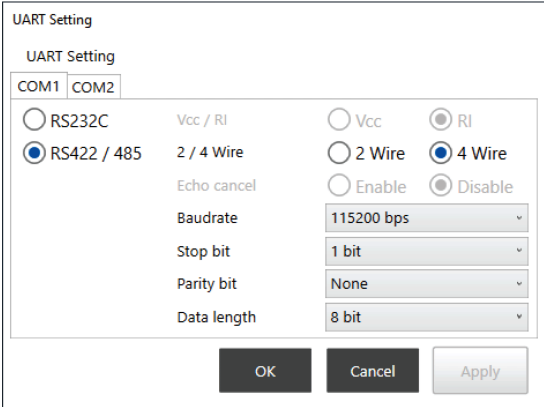 UART Setting
UART Setting
COM1 COM2
RS232C Vcc / RI Vcc RI
RS422 / 485 2 / 4 Wire 2 Wire 4 Wire
Echo cancel Enable Disable
Baudrate 115200 bps
Stop bit 1 bit
Parity bit None
Data length 8 bit
OK Cancel Apply